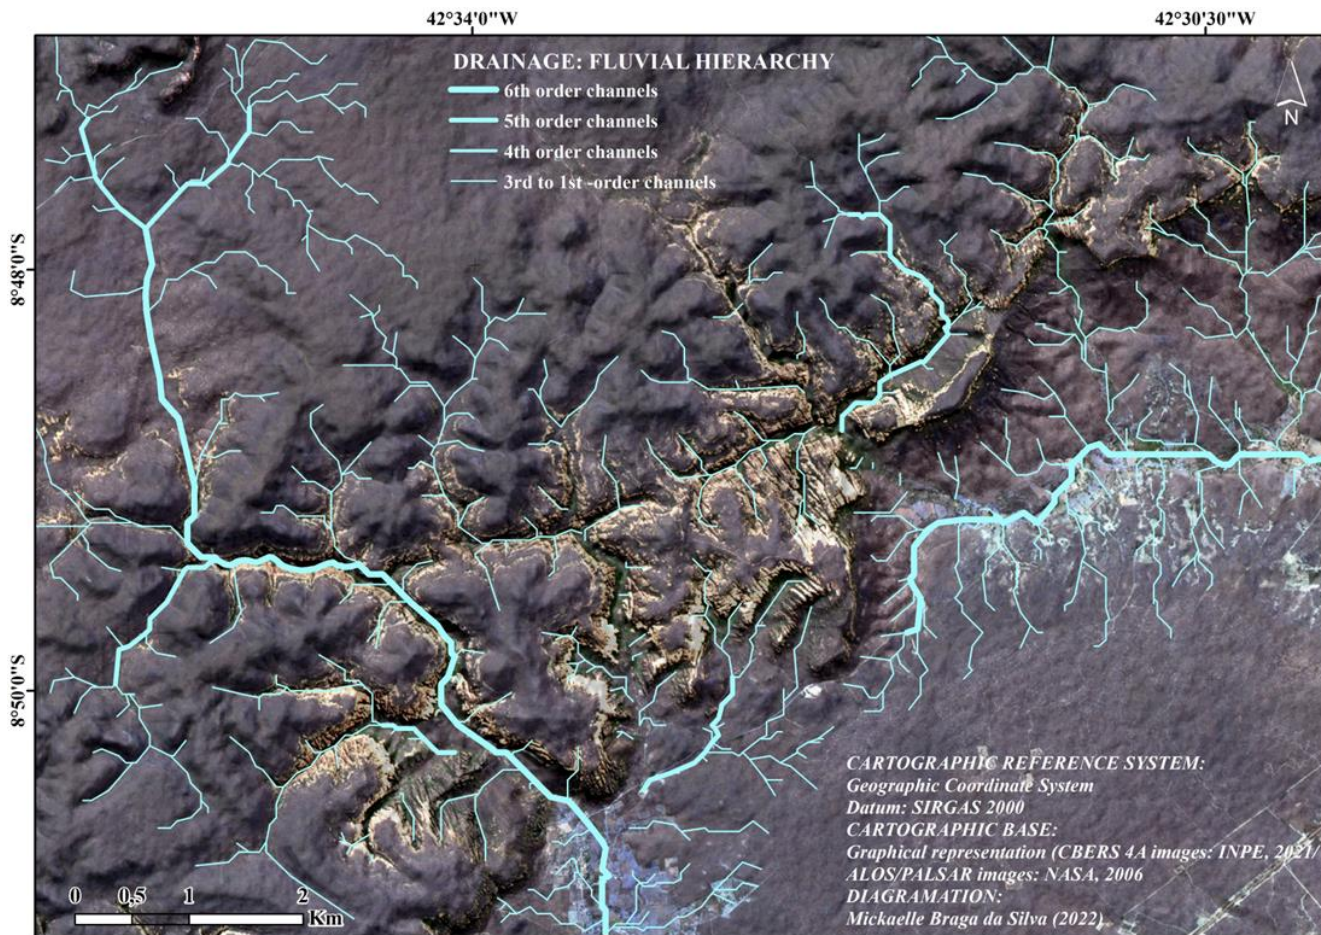 42°34'0"W
42°30'30"W
DRAINAGE: FLUVIAL HIERARCHY
6th order channels
5th order channels
4th order channels
3rd to 1st -order channels
N
8°48'0"S
8°50'0"S
CARTOGRAPHIC REFERENCE SYSTEM:
Geographic Coordinate System
Datum: SIRGAS 2000
CARTOGRAPHIC BASE:
Graphical representation (CBERS 4A images: INPE, 2021/
ALOS/PALSAR images: NASA, 2006
DIAGRAMATION:
Mickaelle Braga da Silva (2022)
0 0,5 1 2
Km